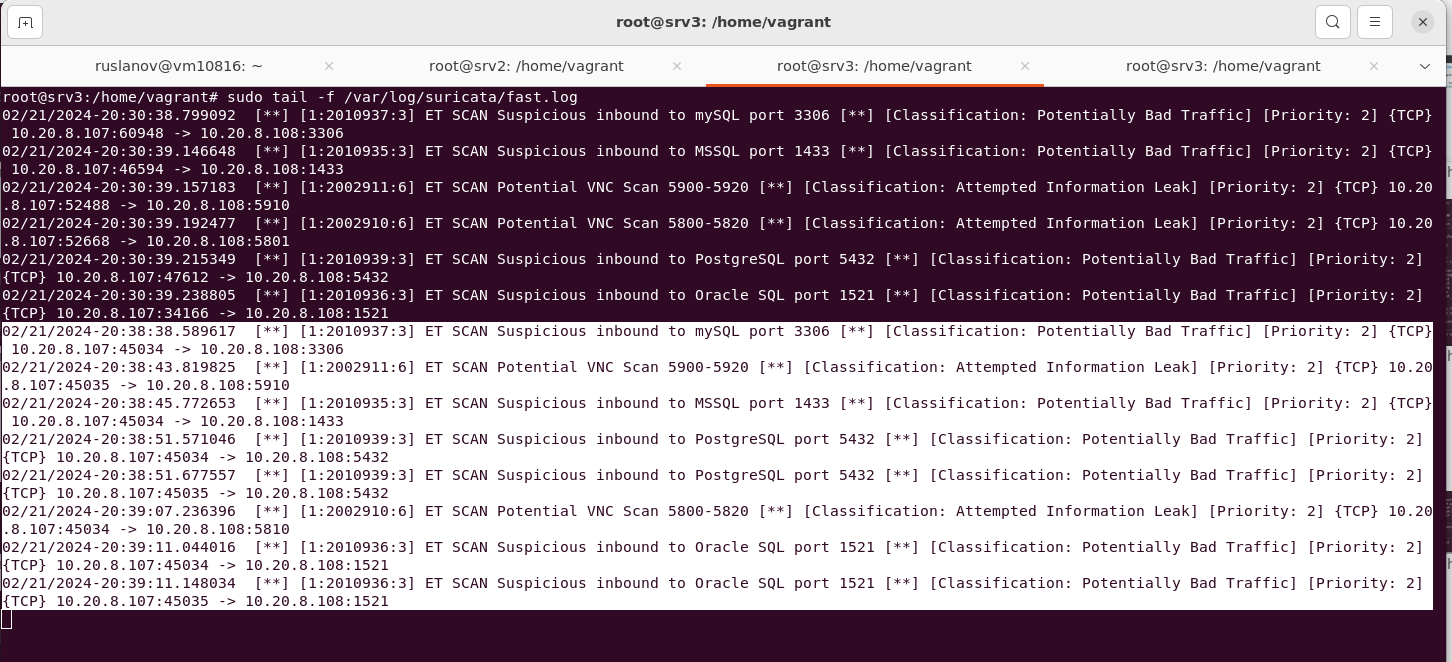 root@srv3: /home/vagrant
ruslanov@vm10816: ~
root@srv2: /home/vagrant
root@srv3: /home/vagrant
root@srv3: /home/vagrant
root@srv3:/home/vagrant# sudo tail -f /var/log/suricata/fast.log
02/21/2024-20:30:38.799092  [**] [1:2010937:3] ET SCAN Suspicious inbound to mySQL port 3306 [**] [Classification: Potentially Bad Traffic] [Priority: 2] {TCP}
 10.20.8.107:60948 -> 10.20.8.108:3306
02/21/2024-20:30:39.146648  [**] [1:2010935:3] ET SCAN Suspicious inbound to MSSQL port 1433 [**] [Classification: Potentially Bad Traffic] [Priority: 2] {TCP}
 10.20.8.107:46594 -> 10.20.8.108:1433
02/21/2024-20:30:39.157183  [**] [1:2002911:6] ET SCAN Potential VNC Scan 5900-5920 [**] [Classification: Attempted Information Leak] [Priority: 2] {TCP} 10.20
.8.107:52488 -> 10.20.8.108:5910
02/21/2024-20:30:39.192477  [**] [1:2002910:6] ET SCAN Potential VNC Scan 5800-5820 [**] [Classification: Attempted Information Leak] [Priority: 2] {TCP} 10.20
.8.107:52668 -> 10.20.8.108:5801
02/21/2024-20:30:39.215349  [**] [1:2010939:3] ET SCAN Suspicious inbound to PostgreSQL port 5432 [**] [Classification: Potentially Bad Traffic] [Priority: 2]
{TCP} 10.20.8.107:47612 -> 10.20.8.108:5432
02/21/2024-20:30:39.238805  [**] [1:2010936:3] ET SCAN Suspicious inbound to Oracle SQL port 1521 [**] [Classification: Potentially Bad Traffic] [Priority: 2]
{TCP} 10.20.8.107:34166 -> 10.20.8.108:1521
02/21/2024-20:38:38.589617  [**] [1:2010937:3] ET SCAN Suspicious inbound to mySQL port 3306 [**] [Classification: Potentially Bad Traffic] [Priority: 2] {TCP}
 10.20.8.107:45034 -> 10.20.8.108:3306
02/21/2024-20:38:43.819825  [**] [1:2002911:6] ET SCAN Potential VNC Scan 5900-5920 [**] [Classification: Attempted Information Leak] [Priority: 2] {TCP} 10.20
.8.107:45035 -> 10.20.8.108:5910
02/21/2024-20:38:45.772653  [**] [1:2010935:3] ET SCAN Suspicious inbound to MSSQL port 1433 [**] [Classification: Potentially Bad Traffic] [Priority: 2] {TCP}
 10.20.8.107:45034 -> 10.20.8.108:1433
02/21/2024-20:38:51.571046  [**] [1:2010939:3] ET SCAN Suspicious inbound to PostgreSQL port 5432 [**] [Classification: Potentially Bad Traffic] [Priority: 2]
{TCP} 10.20.8.107:45034 -> 10.20.8.108:5432
02/21/2024-20:38:51.677557  [**] [1:2010939:3] ET SCAN Suspicious inbound to PostgreSQL port 5432 [**] [Classification: Potentially Bad Traffic] [Priority: 2]
{TCP} 10.20.8.107:45035 -> 10.20.8.108:5432
02/21/2024-20:39:07.236396  [**] [1:2002910:6] ET SCAN Potential VNC Scan 5800-5820 [**] [Classification: Attempted Information Leak] [Priority: 2] {TCP} 10.20
.8.107:45034 -> 10.20.8.108:5810
02/21/2024-20:39:11.044016  [**] [1:2010936:3] ET SCAN Suspicious inbound to Oracle SQL port 1521 [**] [Classification: Potentially Bad Traffic] [Priority: 2]
{TCP} 10.20.8.107:45034 -> 10.20.8.108:1521
02/21/2024-20:39:11.148034  [**] [1:2010936:3] ET SCAN Suspicious inbound to Oracle SQL port 1521 [**] [Classification: Potentially Bad Traffic] [Priority: 2]
{TCP} 10.20.8.107:45035 -> 10.20.8.108:1521